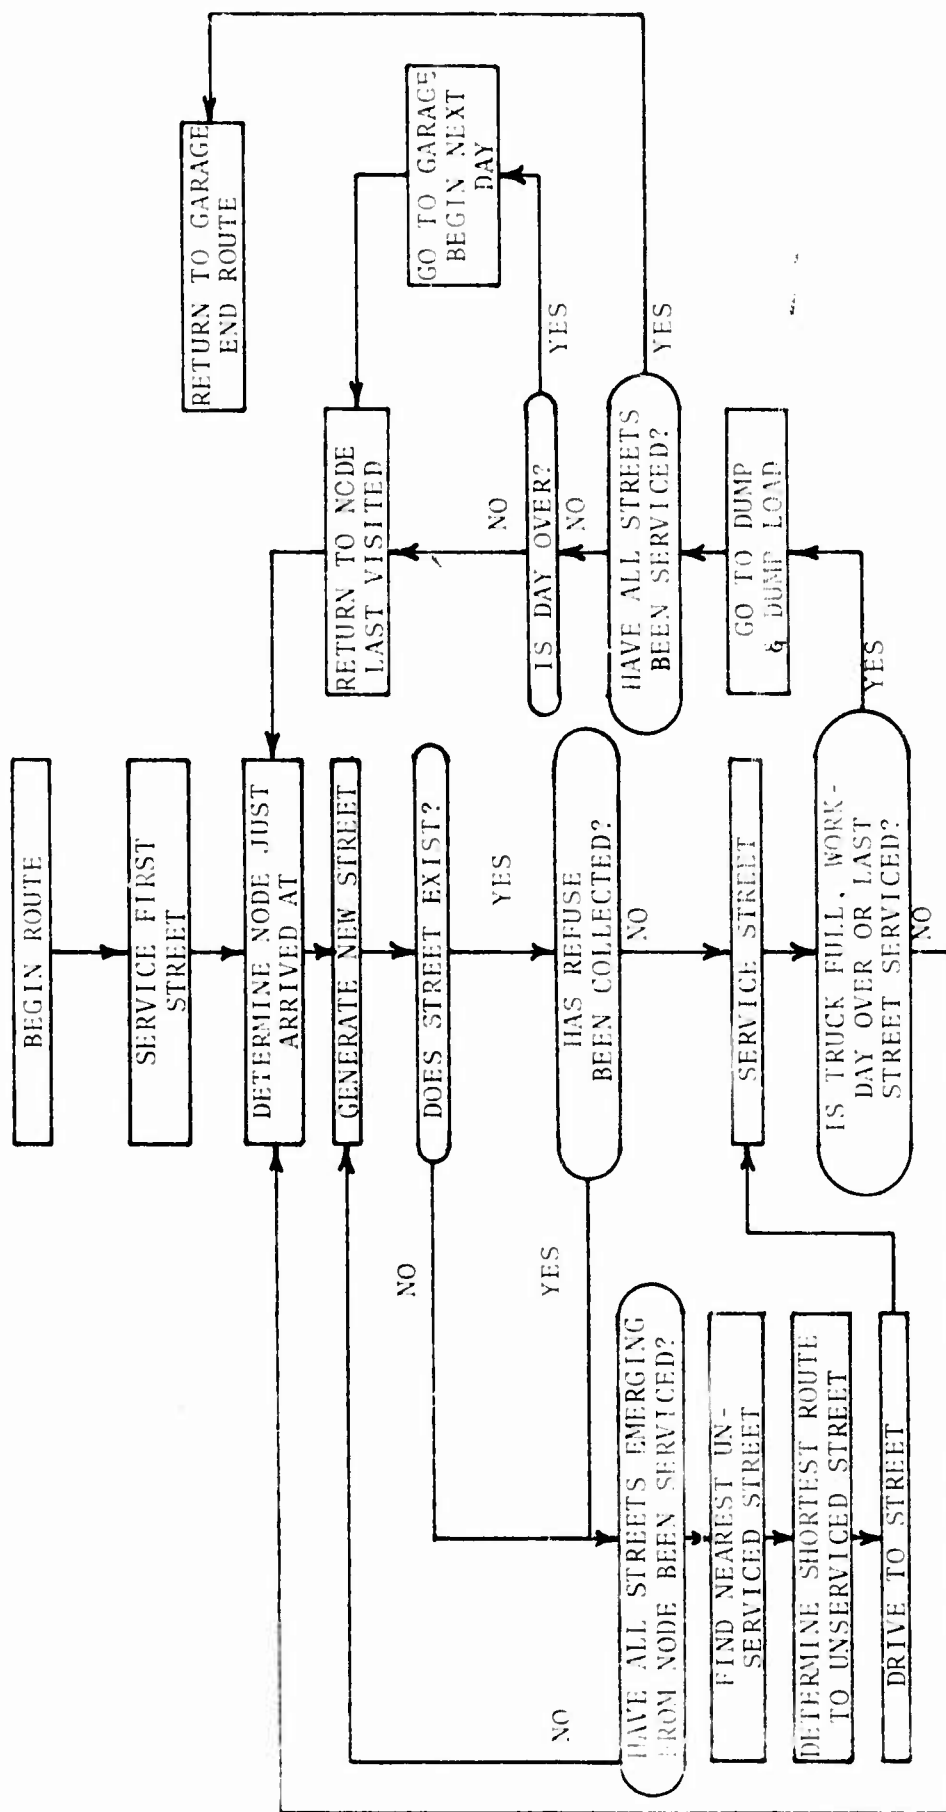 BEGIN ROUTE
SERVICE FIRST
STREET
DETERMINE NODE JUST
ARRIVED AT
GENERATE NEW STREET
DOES STREET EXIST?
NO
YES
HAS REFUSE
BEEN COLLECTED?
YES
NO
HAVE ALL STREETS EMERGING
FROM NODE BEEN SERVICED?
NO
FIND NEAREST UN-
SERVICED STREET
DETERMINE SHORTEST ROUTE
TO UNSERVICED STREET
DRIVE TO STREET
SERVICE STREET
IS TRUCK FULL, WORK-
DAY OVER OR LAST
STREET SERVICED?
NO
YES
GO TO DUMP
& DUMP LOAD
HAVE ALL STREETS
BEEN SERVICED?
NO
YES
IS DAY OVER?
NO
YES
RETURN TO NODE
LAST VISITED
GO TO GARAGE
BEGIN NEXT
DAY
RETURN TO GARAGE
END ROUTE